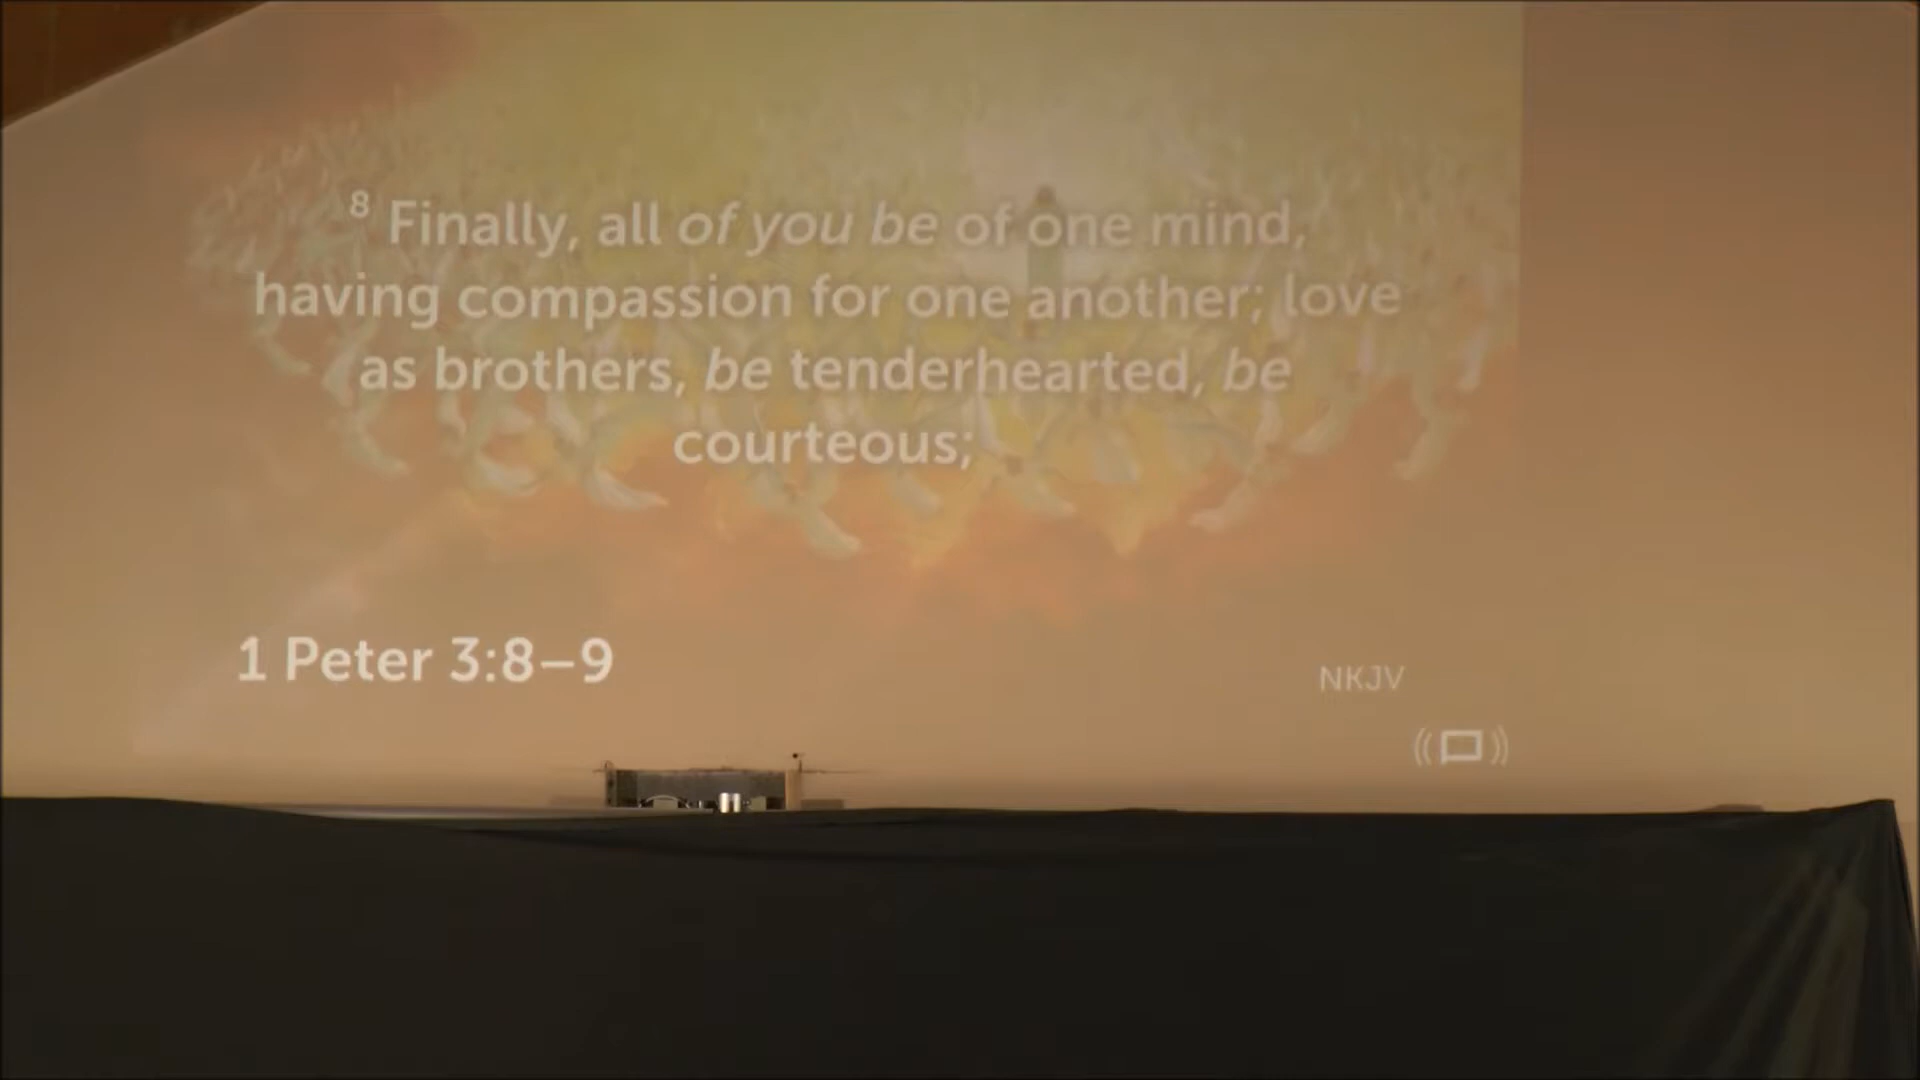 8 Finally, all of you be of one mind,
having compassion for one another; love
as brothers, be tenderhearted, be
courteous;
1 Peter 3:8–9
NKJV